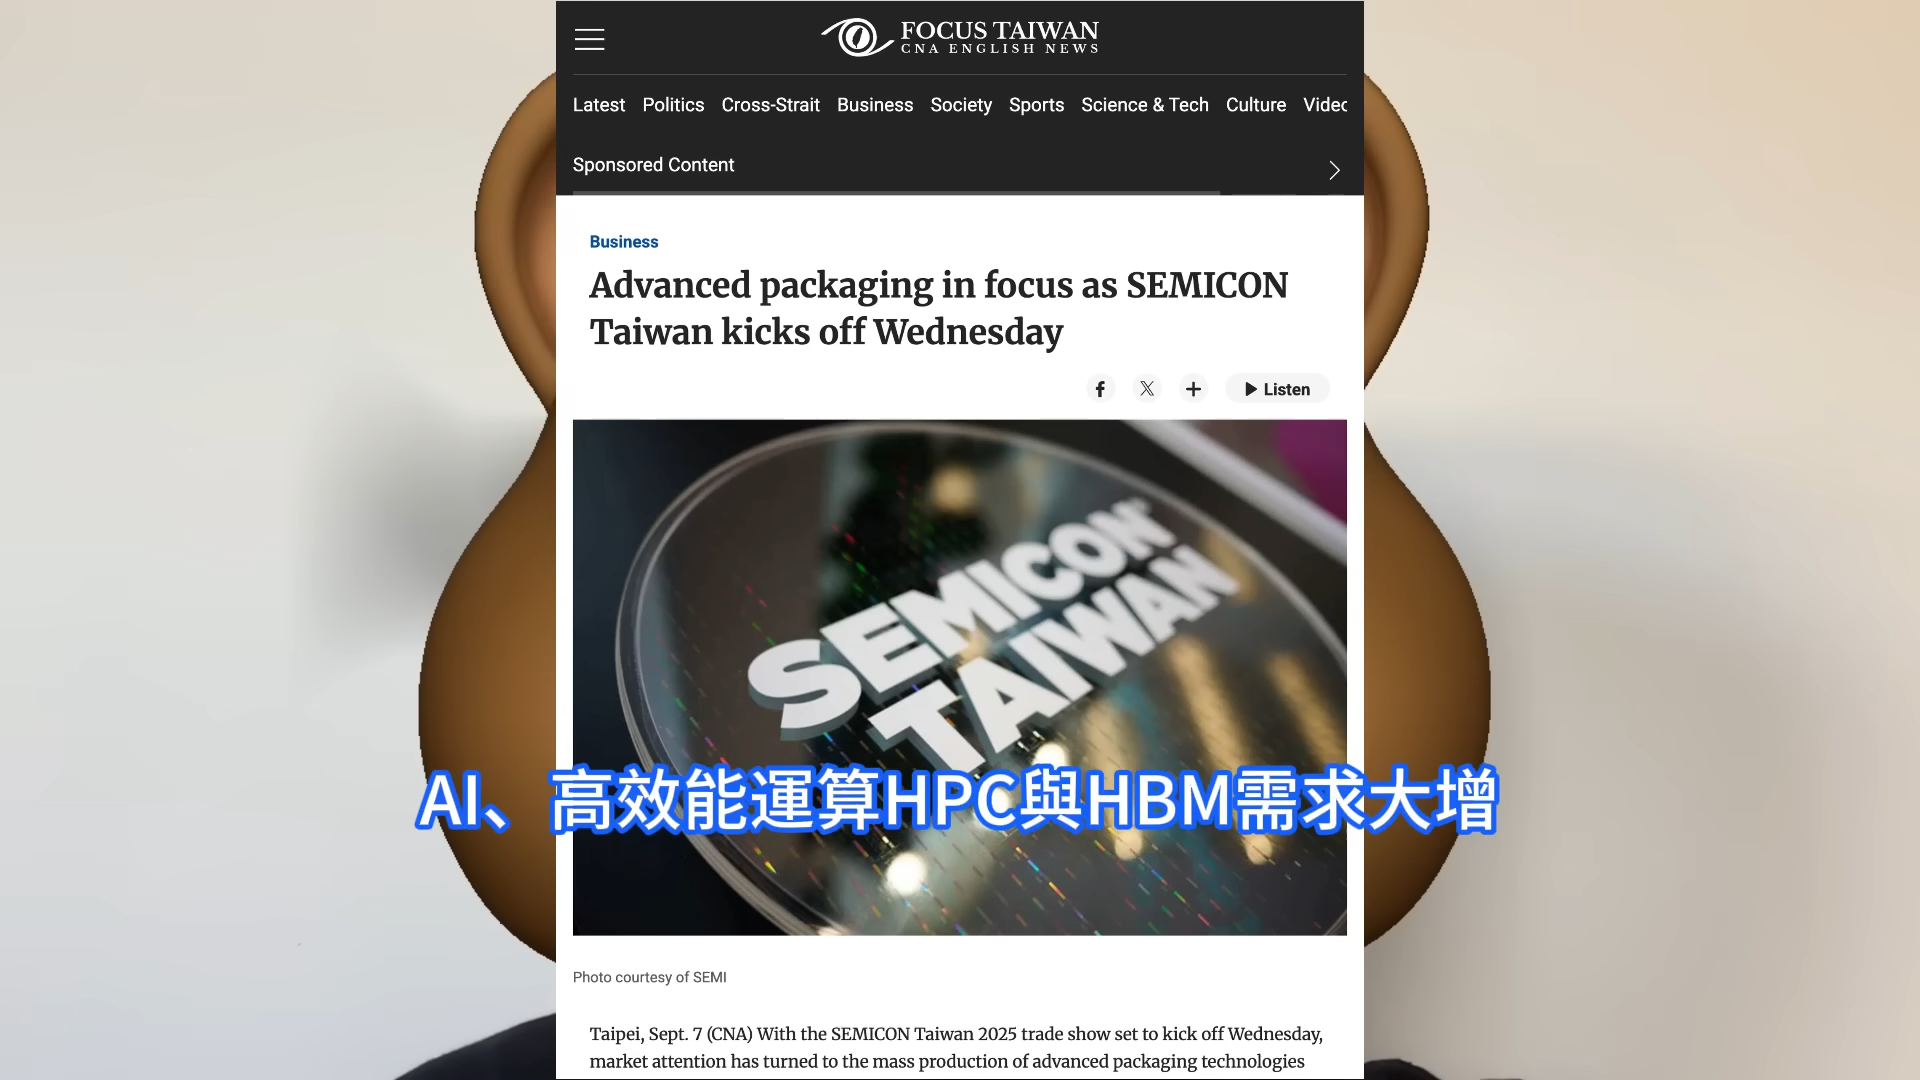 FOCUS TAIWAN
CNA ENGLISH NEWS
Latest Politics Cross-Strait Business Society Sports Science & Tech Culture
Sponsored Content
Business
Advanced packaging in focus as SEMICON
Taiwan kicks off Wednesday
Listen
SEMICON
TAIWAN
AI、高效能運算HPC與HBM需求大增
Photo courtesy of SEMI
Taipei, Sept. 7 (CNA) With the SEMICON Taiwan 2025 trade show set to kick off Wednesday,
market attention has turned to the mass production of advanced packaging technologies